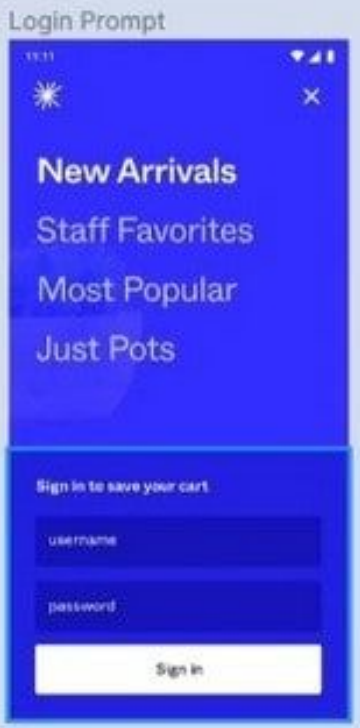 Login Prompt
11:11
New Arrivals
Staff Favorites
Most Popular
Just Pots
Sign in to save your cart
username
password
Sign in